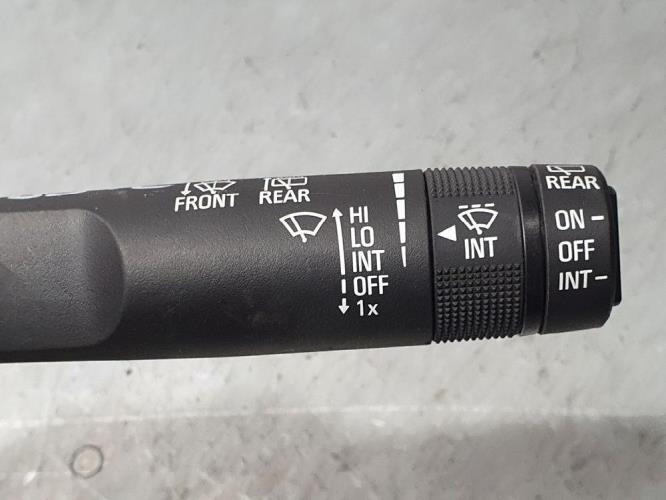 FRONT
REAR
HI
LO
INT
OFF
1x
INT
REAR
ON
OFF
INT